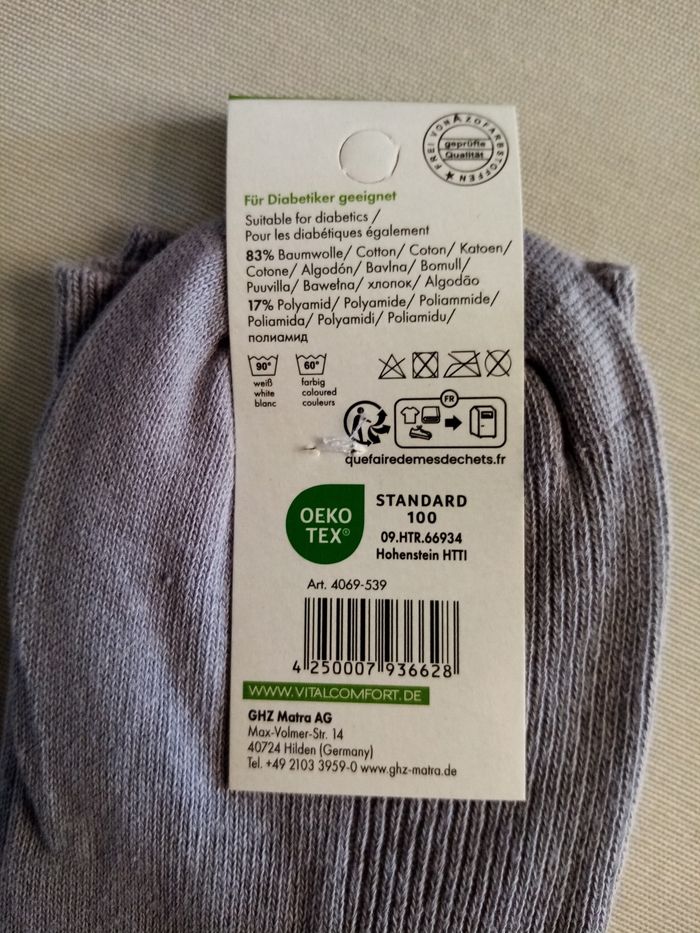 FREI VON AZOFARBSTOFFEN
geprüfte
Qualität
Für Diabetiker geeignet
Suitable for diabetics /
Pour les diabétiques également
83% Baumwolle/ Cotton/ Coton/ Katoen/
Cotone/ Algodón/ Bavlna/ Bomull/
Puuvilla/ Bawełna/ хлопок/ Algodão
17% Polyamid/ Polyamide/ Poliammide/
Poliamida/ Polyamidi/ Poliamidu/
полиамид
90°
60°
weiß
white
blanc
farbig
coloured
couleurs
FR
quefairedemesdechets.fr
OEKO
TEX®
STANDARD
100
09.HTR.66934
Hohenstein HTTI
Art. 4069-539
4 250007 936628
WWW.VITALCOMFORT.DE
GHZ Matra AG
Max-Volmer-Str. 14
40724 Hilden (Germany)
Tel. +49 2103 3959-0 www.ghz-matra.de